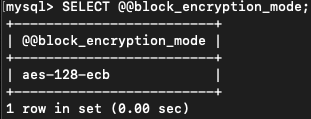 [mysql> SELECT @@block_encryption_mode;
+-------------------------+
| @@block_encryption_mode |
+-------------------------+
| aes-128-ecb             |
+-------------------------+
1 row in set (0.00 sec)